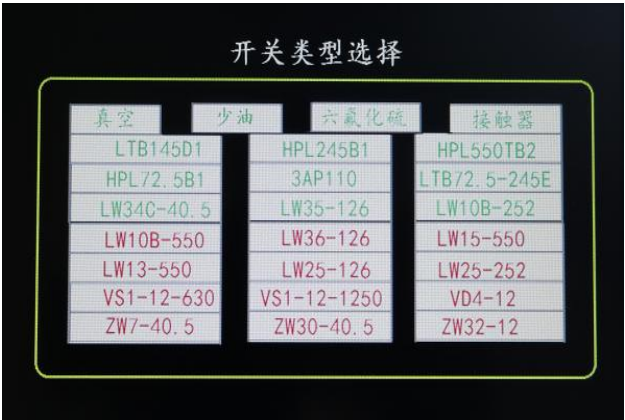 开关类型选择
真空 少油 六氟化硫 接触器
LTB145D1 HPL245B1 HPL550TB2
HPL72.5B1 3AP110 LTB72.5-245E
LW34C-40.5 LW35-126 LW10B-252
LW10B-550 LW36-126 LW15-550
LW13-550 LW25-126 LW25-252
VS1-12-630 VS1-12-1250 VD4-12
ZW7-40.5 ZW30-40.5 ZW32-12